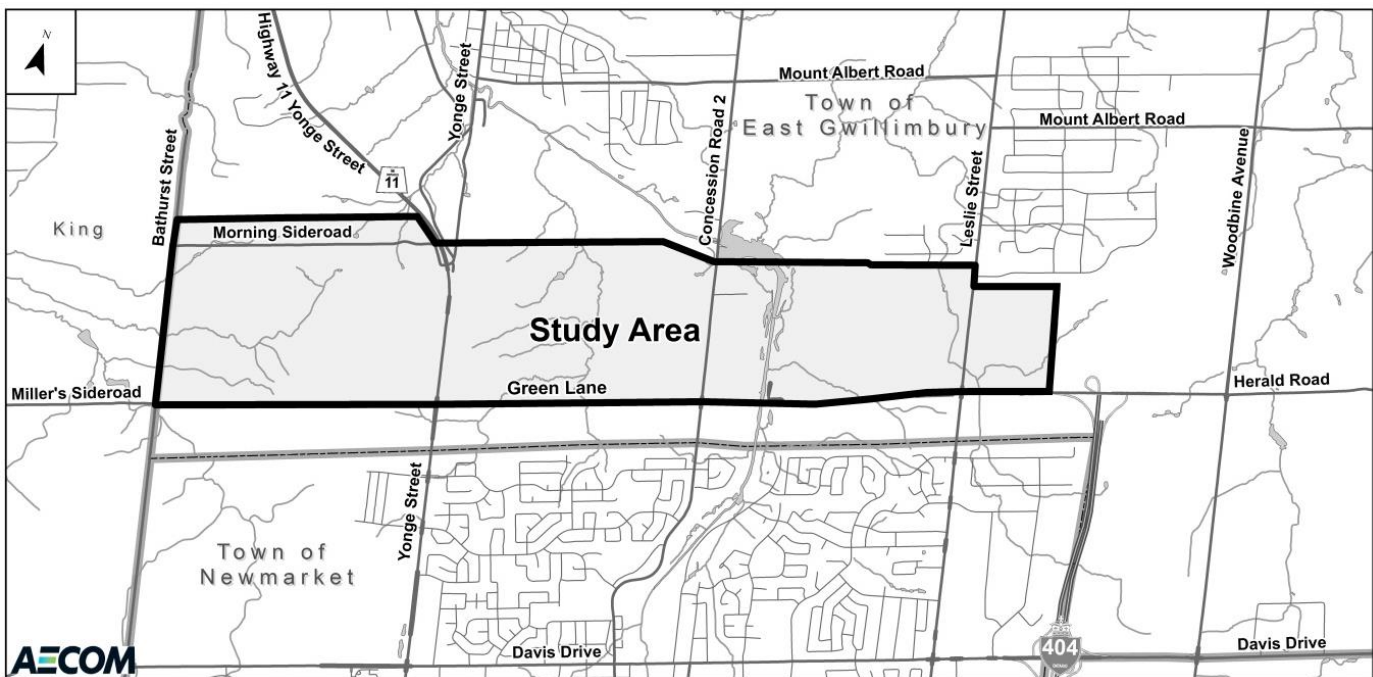 N
Highway 11 Yonge Street
Yonge Street
Mount Albert Road
Town of
East Gwillimbury
Mount Albert Road
Bathurst Street
11
Concession Road 2
Leslie Street
Woodbine Avenue
King
Morning Sideroad
Study Area
Miller's Sideroad
Green Lane
Herald Road
Yonge Street
Town of
Newmarket
Davis Drive
404
Davis Drive
AECOM